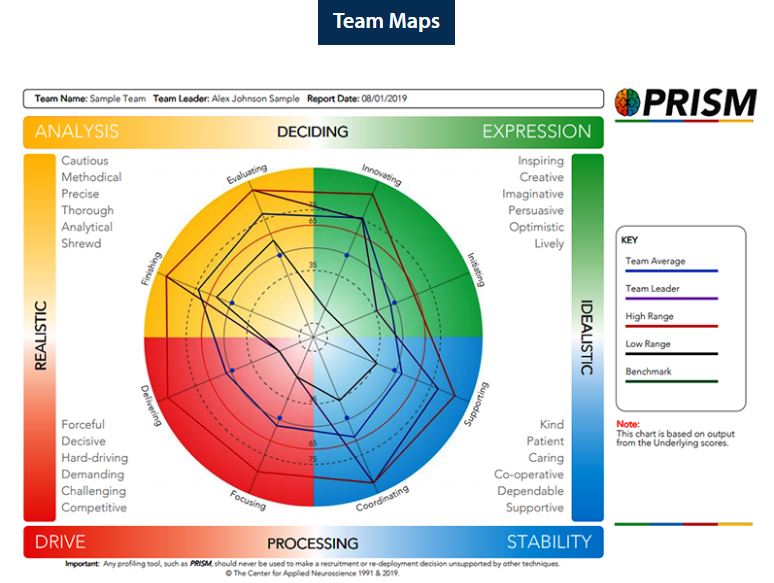 Team Maps
Team Name: Sample Team Team Leader: Alex Johnson Sample Report Date: 08/01/2019
PRISM
ANALYSIS DECIDING EXPRESSION
Cautious
Methodical
Precise
Thorough
Analytical
Shrewd
Inspiring
Creative
Imaginative
Persuasive
Optimistic
Lively
REALISTIC
IDEALISTIC
Evaluating
Innovating
Initiating
Supporting
Coordinating
Focusing
Delivering
Finishing
75
65
35
35
65
75
KEY
Team Average
Team Leader
High Range
Low Range
Benchmark
Note:
This chart is based on output
from the Underlying scores.
Forceful
Decisive
Hard-driving
Demanding
Challenging
Competitive
Kind
Patient
Caring
Co-operative
Dependable
Supportive
DRIVE PROCESSING STABILITY
Important: Any profiling tool, such as PRISM, should never be used to make a recruitment or re-deployment decision unsupported by other techniques.
© The Center for Applied Neuroscience 1991 & 2019.